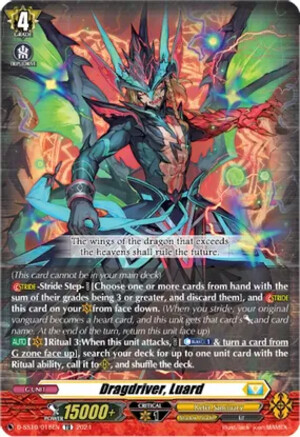 4
GRADE
The wings of the dragon that exceeds
the heavens shall rule the future.
(This card cannot be in your main deck)
STRIDE -Stride Step- [Choose one or more cards from hand with the
sum of their grades being 3 or greater, and discard them], and STRIDE
this card on your from face down. (When you stride, your original
vanguard becomes a heart card, and this unit gets that card's
name. At the end of the turn, return this unit face up)
AUTO Ritual 3:When this unit attacks, 1 & turn a card from
G zone face up], search your deck for up to one card with
Ritual ability, call it to , and shuffle the deck.
G UNIT
Dragdriver, Luard
15000+
CRITICAL
1